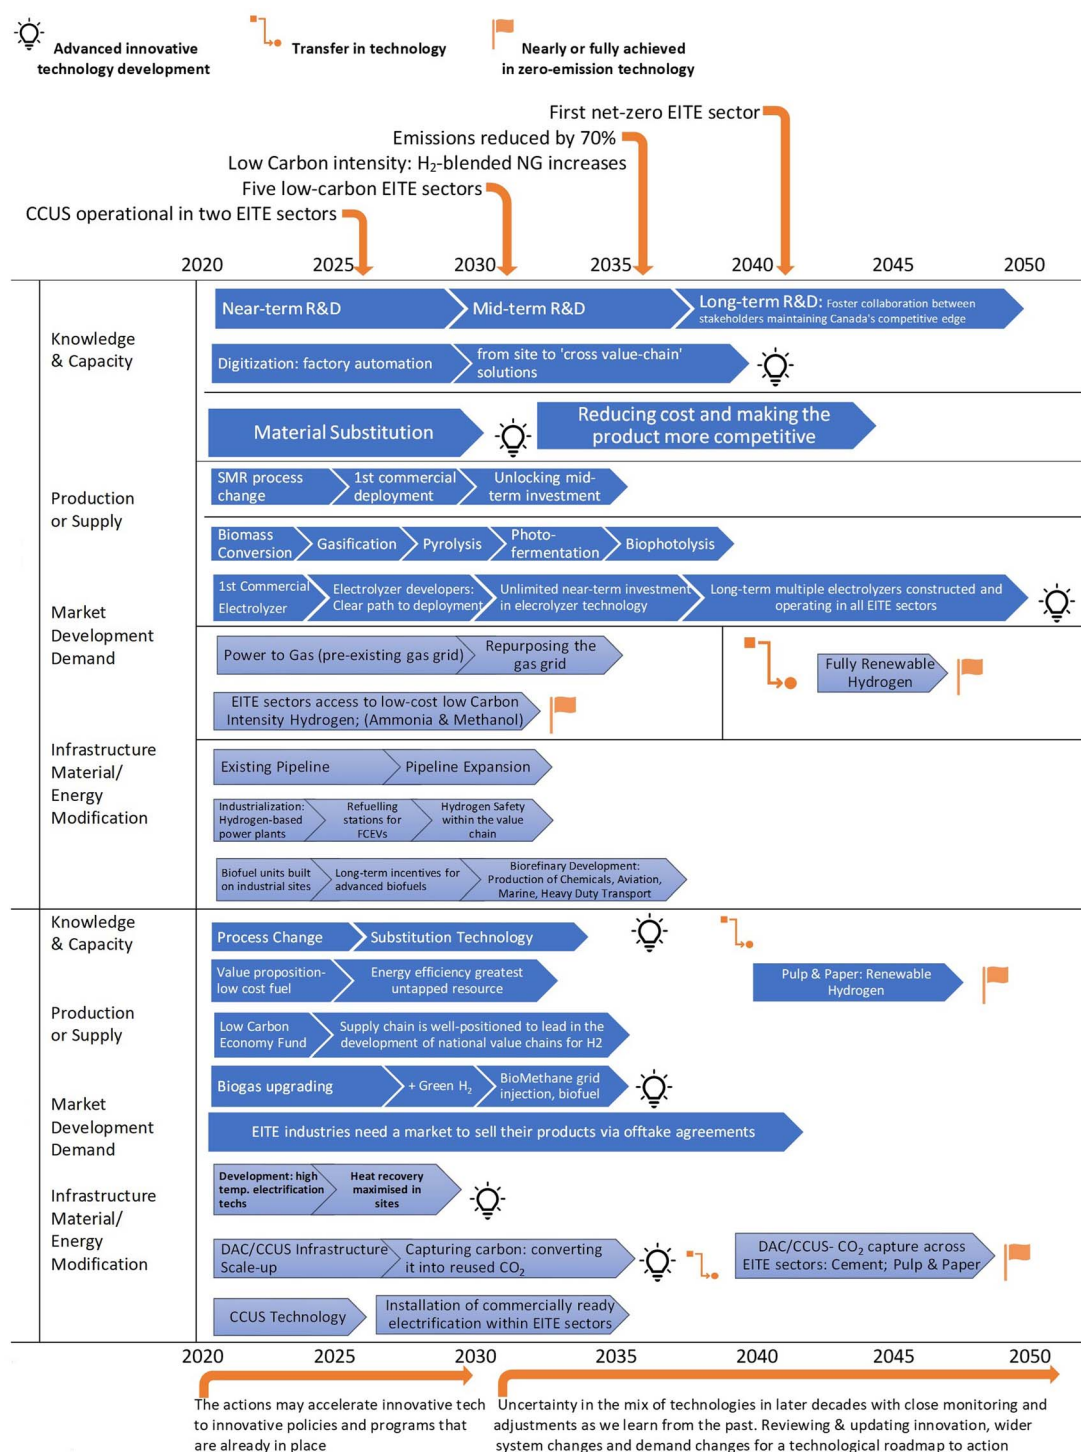 Advanced innovative
technology development
Transfer in technology
Nearly or fully achieved
in zero-emission technology
First net-zero EITE sector
Emissions reduced by 70%
Low Carbon intensity: H₂-blended NG increases
Five low-carbon EITE sectors
CCUS operational in two EITE sectors
2020 2025 2030 2035 2040 2045 2050
Knowledge
& Capacity
Near-term R&D
Mid-term R&D
Long-term R&D: Foster collaboration between
stakeholders maintaining Canada's competitive edge
Digitization: factory automation
from site to 'cross value-chain'
solutions
Material Substitution
Reducing cost and making the
product more competitive
Production
or Supply
SMR process
change
1st commercial
deployment
Unlocking mid-
term investment
Biomass
Conversion
Gasification
Pyrolysis
Photo-
fermentation
Biophotolysis
Market
Development
Demand
1st Commercial
Electrolyzer
Electrolyzer developers:
Clear path to deployment
Unlimited near-term investment
in elecrolyzer technology
Long-term multiple electrolyzers constructed and
operating in all EITE sectors
Power to Gas (pre-existing gas grid)
Repurposing the
gas grid
Fully Renewable
Hydrogen
EITE sectors access to low-cost low Carbon
Intensity Hydrogen; (Ammonia & Methanol)
Infrastructure
Material/
Energy
Modification
Existing Pipeline
Pipeline Expansion
Industrialization:
Hydrogen-based
power plants
Refuelling
stations for
FCEVs
Hydrogen Safety
within the value
chain
Biofuel units built
on industrial sites
Long-term incentives for
advanced biofuels
Biorefinary Development:
Production of Chemicals, Aviation,
Marine, Heavy Duty Transport
Knowledge
& Capacity
Process Change
Substitution Technology
Value proposition-
low cost fuel
Energy efficiency greatest
untapped resource
Pulp & Paper: Renewable
Hydrogen
Production
or Supply
Low Carbon
Economy Fund
Supply chain is well-positioned to lead in the
development of national value chains for H2
Biogas upgrading
+ Green H₂
BioMethane grid
injection, biofuel
Market
Development
Demand
EITE industries need a market to sell their products via offtake agreements
Development: high
temp. electrification
techs
Heat recovery
maximised in
sites
Infrastructure
Material/
Energy
Modification
DAC/CCUS Infrastructure
Scale-up
Capturing carbon: converting
it into reused CO₂
DAC/CCUS- CO₂ capture across
EITE sectors: Cement; Pulp & Paper
CCUS Technology
Installation of commercially ready
electrification within EITE sectors
2020 2025 2030 2035 2040 2045 2050
The actions may accelerate innovative tech
to innovative policies and programs that
are already in place
Uncertainty in the mix of technologies in later decades with close monitoring and
adjustments as we learn from the past. Reviewing & updating innovation, wider
system changes and demand changes for a technological roadmap to action